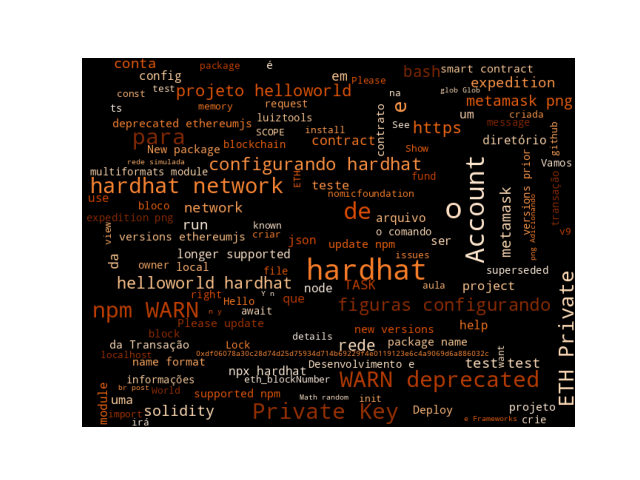 conta package é
bash smart contract
config em Please expedition
const test projeto helloworld na glob Glob
ts memory request contrato e metamask png
deprecated ethereumjs luiztools um criada
para SCOPE install See https message
New package blockchain contract Show diretório github
rede simulada configurando hardhat Vamos
multiformats module ETH fund
hardhat network teste Account metamask versions prior transação
use nomicfoundation
bloco network de arquivo o png Adicionando
expedition png run known o comando v9
view versions ethereumjs criar json update npm ser
da longer supported issues
owner local file hardhat superseded
helloworld hardhat node TASK aula project
right Hello Y n que figuras configurando
npm WARN n y await
Please update new versions help
block details
da Transação Lock rede package name
localhost 0xdf06078a30c28d74d25d75934d714b69229f4e0119123e6c4a9069d6a886032c
name format Desenvolvimento e want test test
npx hardhat
informações eth_blockNumber WARN deprecated ETH Private
br post World supported npm
module uma Math random init
import solidity Private Key Deploy projeto
irá e Frameworks crie